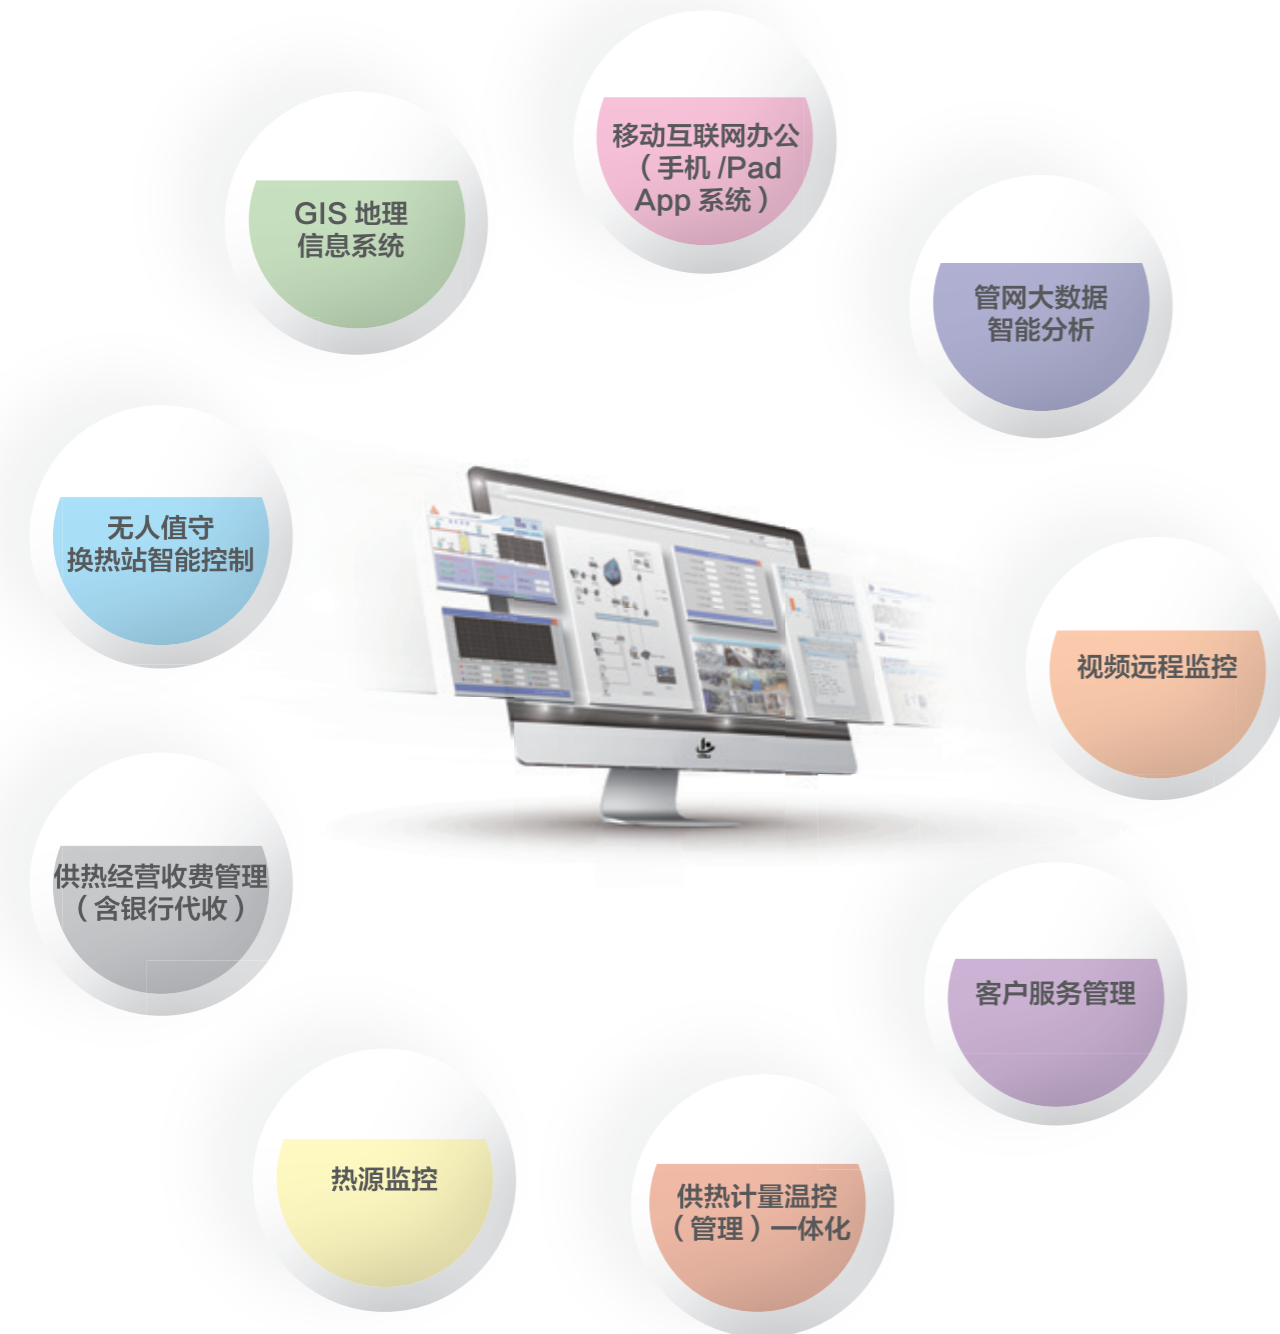 移动互联网办公
（手机 /Pad
App 系统）
GIS 地理
信息系统
管网大数据
智能分析
无人值守
换热站智能控制
视频远程监控
供热经营收费管理
（含银行代收）
客户服务管理
热源监控
供热计量温控
（管理）一体化